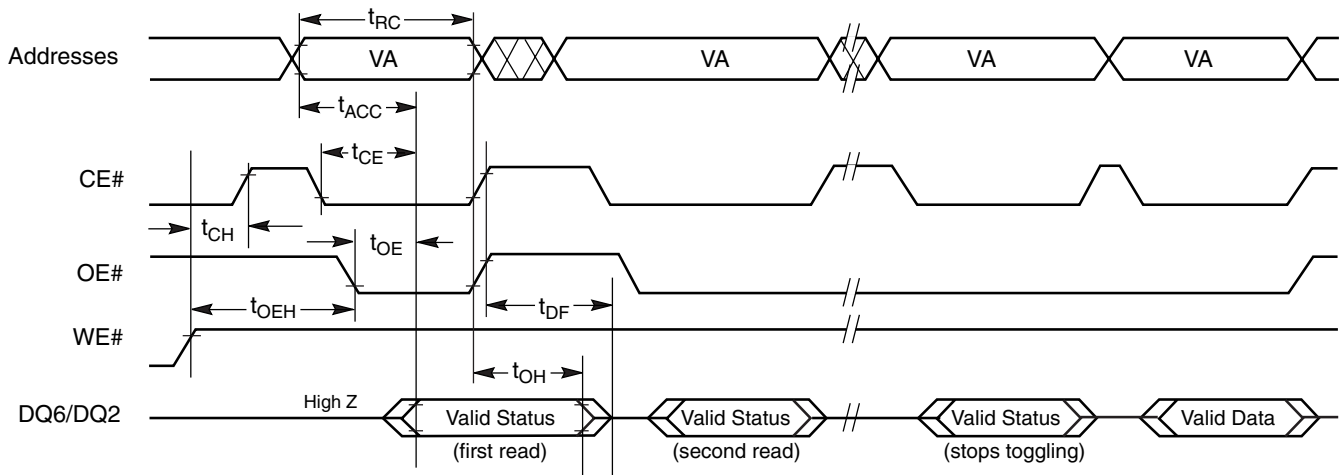 tRC
Addresses VA VA VA VA
tACC
tCE
CE#
tCH tOE
OE#
tOEH tDF
WE#
tOH
DQ6/DQ2 High Z Valid Status Valid Status Valid Status Valid Data
(first read) (second read) (stops toggling)